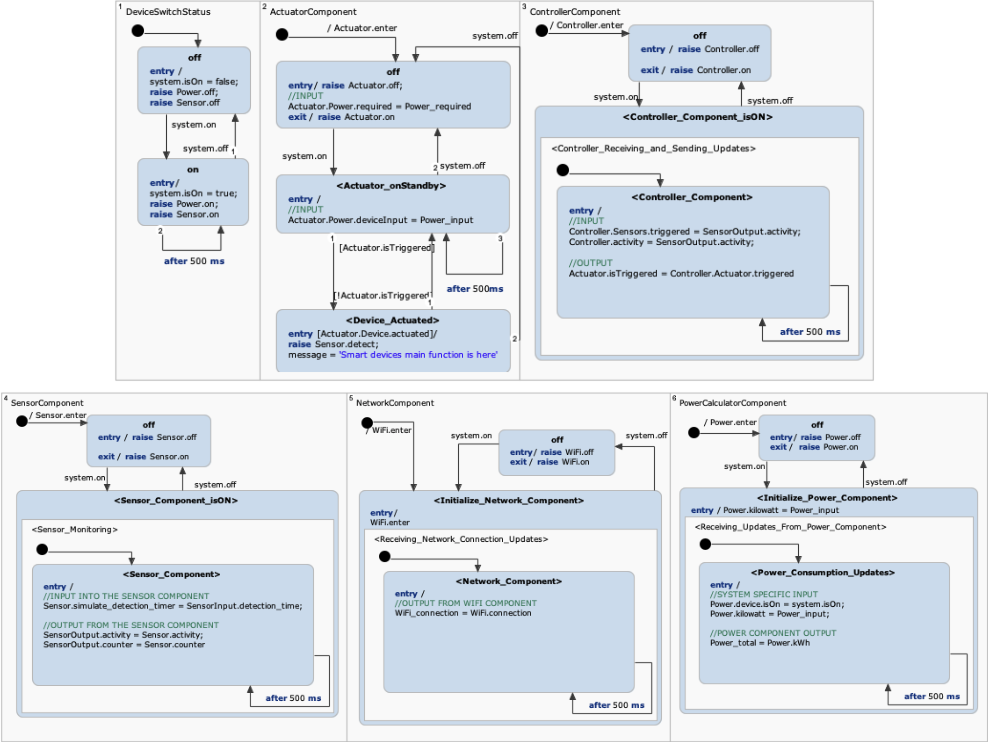 1
DeviceSwitchStatus
off
entry /
system.isOn = false;
raise Power.off;
raise Sensor.off
system.on
system.off
1
on
entry/
system.isOn = true;
raise Power.on;
raise Sensor.on
2
after 500 ms
2
ActuatorComponent
/ Actuator.enter
system.off
off
entry/ raise Actuator.off;
//INPUT
Actuator.Power.required = Power_required
exit / raise Actuator.on
system.on
2 system.off
<Actuator_onStandby>
entry /
//INPUT
Actuator.Power.deviceInput = Power_input
1
3
[Actuator.isTriggered]
after 500ms
[!Actuator.isTriggered]
1
<Device_Actuated>
entry [Actuator.Device.actuated]/
raise Sensor.detect;
message = 'Smart devices main function is here'
2
3
ControllerComponent
/ Controller.enter
off
entry / raise Controller.off
exit / raise Controller.on
system.on
system.off
<Controller_Component_isON>
<Controller_Receiving_and_Sending_Updates>
<Controller_Component>
entry /
//INPUT
Controller.Sensors.triggered = SensorOutput.activity;
Controller.activity = SensorOutput.activity;
//OUTPUT
Actuator.isTriggered = Controller.Actuator.triggered
after 500 ms
4
SensorComponent
/ Sensor.enter
off
entry / raise Sensor.off
exit / raise Sensor.on
system.on
system.off
<Sensor_Component_isON>
<Sensor_Monitoring>
<Sensor_Component>
entry /
//INPUT INTO THE SENSOR COMPONENT
Sensor.simulate_detection_timer = SensorInput.detection_time;
//OUTPUT FROM THE SENSOR COMPONENT
SensorOutput.activity = Sensor.activity;
SensorOutput.counter = Sensor.counter
after 500 ms
5
NetworkComponent
/ WiFi.enter
system.on
off
entry/ raise WiFi.off
exit / raise WiFi.on
system.off
<Initialize_Network_Component>
entry/
WiFi.enter
<Receiving_Network_Connection_Updates>
<Network_Component>
entry /
//OUTPUT FROM WIFI COMPONENT
WiFi_connection = WiFi.connection
after 500 ms
6
PowerCalculatorComponent
/ Power.enter
off
entry/ raise Power.off
exit / raise Power.on
system.on
system.off
<Initialize_Power_Component>
entry / Power.kilowatt = Power_input
<Receiving_Updates_From_Power_Component>
<Power_Consumption_Updates>
entry /
//SYSTEM SPECIFIC INPUT
Power.device.isOn = system.isOn;
Power.kilowatt = Power_input;
//POWER COMPONENT OUTPUT
Power_total = Power.kWh
after 500 ms